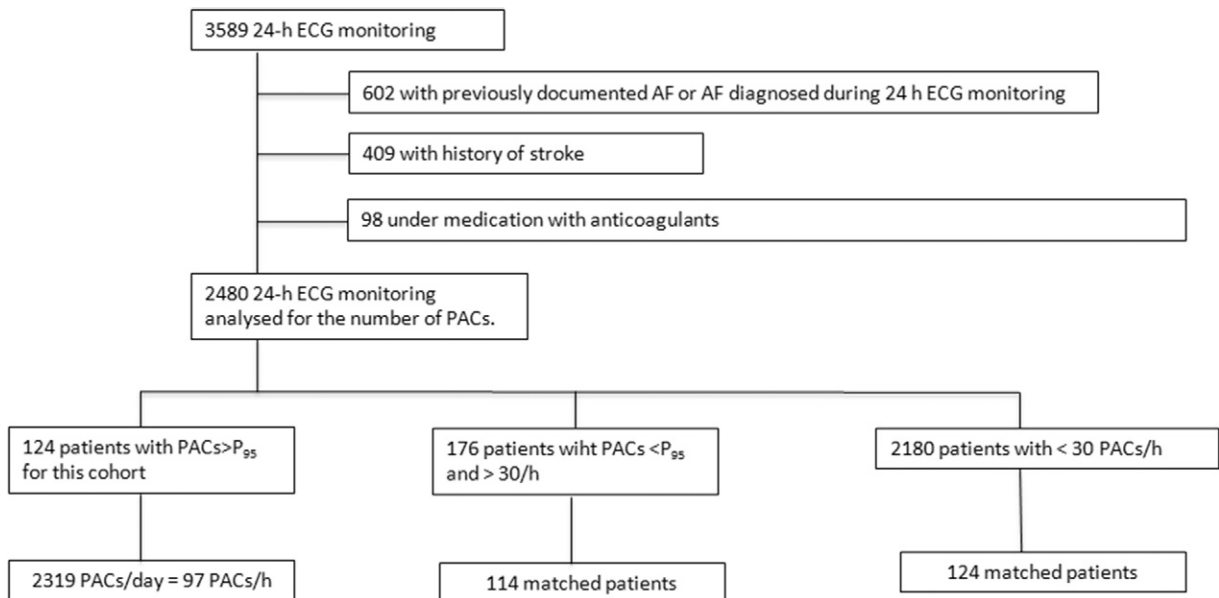 3589 24-h ECG monitoring
602 with previously documented AF or AF diagnosed during 24 h ECG monitoring
409 with history of stroke
98 under medication with anticoagulants
2480 24-h ECG monitoring
analysed for the number of PACs.
124 patients with PACs>P₉₅
for this cohort
176 patients wiht PACs <P₉₅
and > 30/h
2180 patients with < 30 PACs/h
2319 PACs/day = 97 PACs/h
114 matched patients
124 matched patients